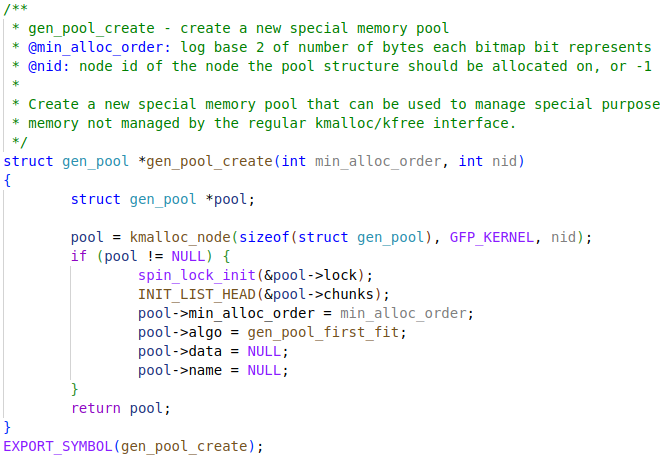 /**
 * gen_pool_create - create a new special memory pool
 * @min_alloc_order: log base 2 of number of bytes each bitmap bit represents
 * @nid: node id of the node the pool structure should be allocated on, or -1
 *
 * Create a new special memory pool that can be used to manage special purpose
 * memory not managed by the regular kmalloc/kfree interface.
 */
struct gen_pool *gen_pool_create(int min_alloc_order, int nid)
{
        struct gen_pool *pool;

        pool = kmalloc_node(sizeof(struct gen_pool), GFP_KERNEL, nid);
        if (pool != NULL) {
                spin_lock_init(&pool->lock);
                INIT_LIST_HEAD(&pool->chunks);
                pool->min_alloc_order = min_alloc_order;
                pool->algo = gen_pool_first_fit;
                pool->data = NULL;
                pool->name = NULL;
        }
        return pool;
}
EXPORT_SYMBOL(gen_pool_create);